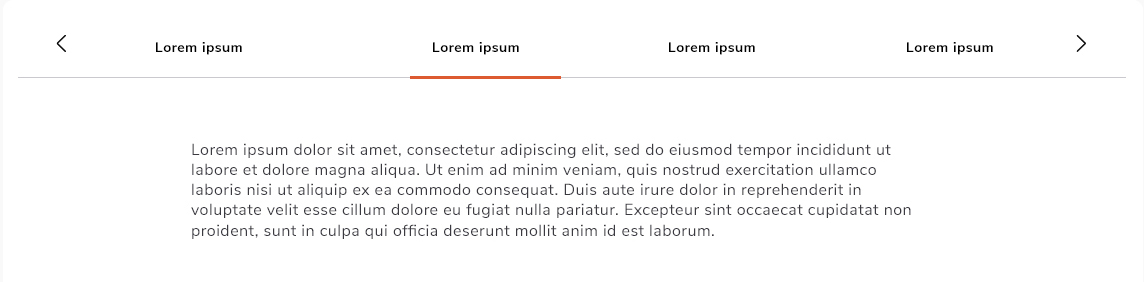 Lorem ipsum Lorem ipsum Lorem ipsum Lorem ipsum
Lorem ipsum dolor sit amet, consectetur adipiscing elit, sed do eiusmod tempor incididunt ut
labore et dolore magna aliqua. Ut enim ad minim veniam, quis nostrud exercitation ullamco
laboris nisi ut aliquip ex ea commodo consequat. Duis aute irure dolor in reprehenderit in
voluptate velit esse cillum dolore eu fugiat nulla pariatur. Excepteur sint occaecat cupidatat non
proident, sunt in culpa qui officia deserunt mollit anim id est laborum.